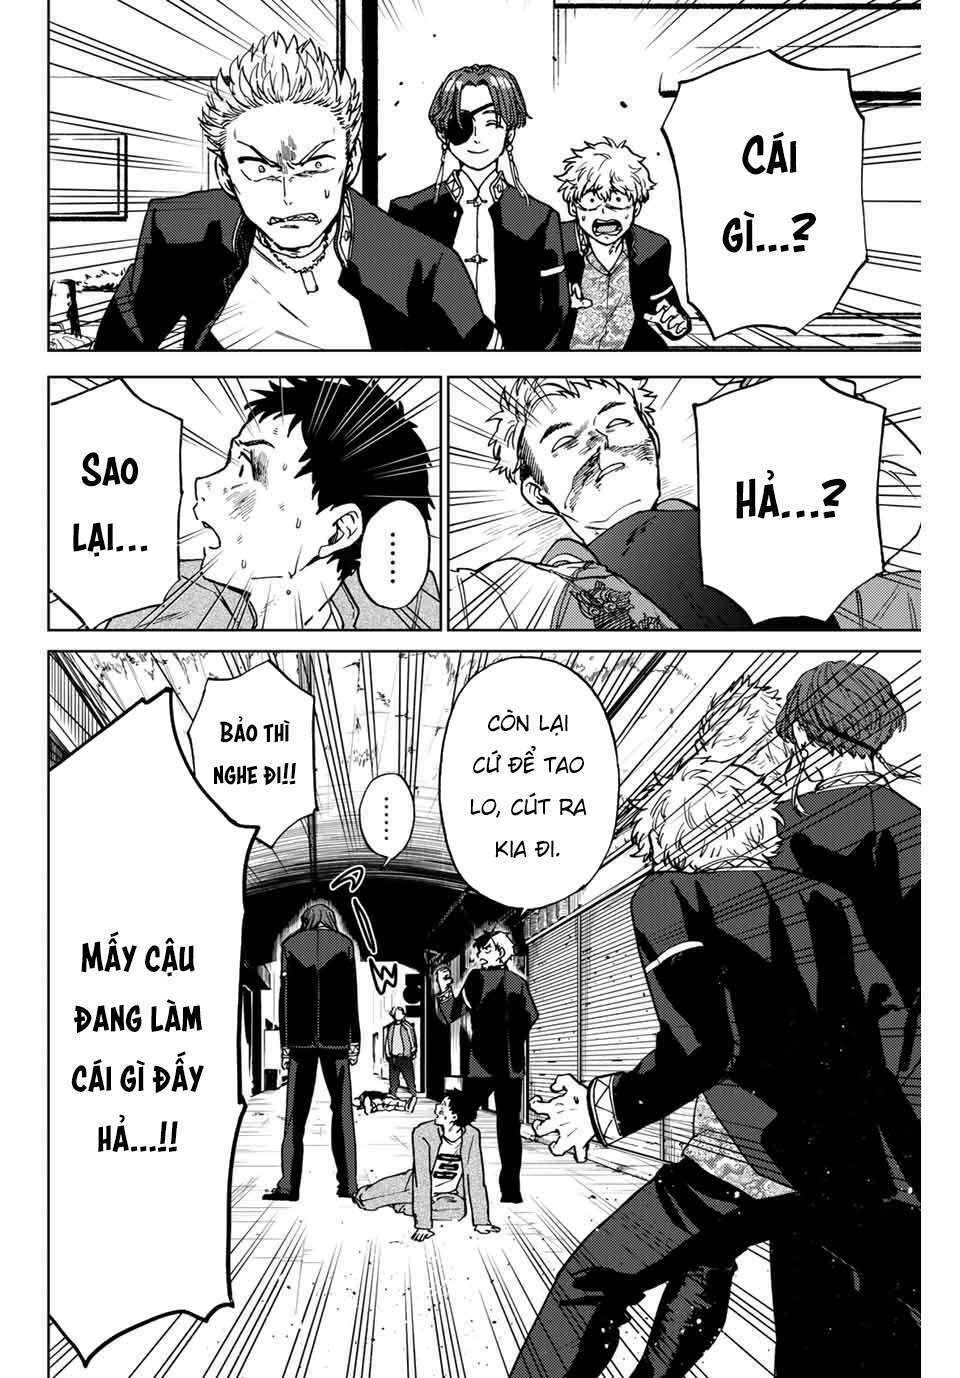 CÁI
GÌ...?
HẢ...?
SAO
LẠI...
......
CÒN LẠI
CỨ ĐỂ TAO
LO, CÚT RA
KIA ĐI.
......
BẢO THÌ
NGHE ĐI!!
MẤY CẬU
ĐANG LÀM
CÁI GÌ ĐẤY
HẢ...!!